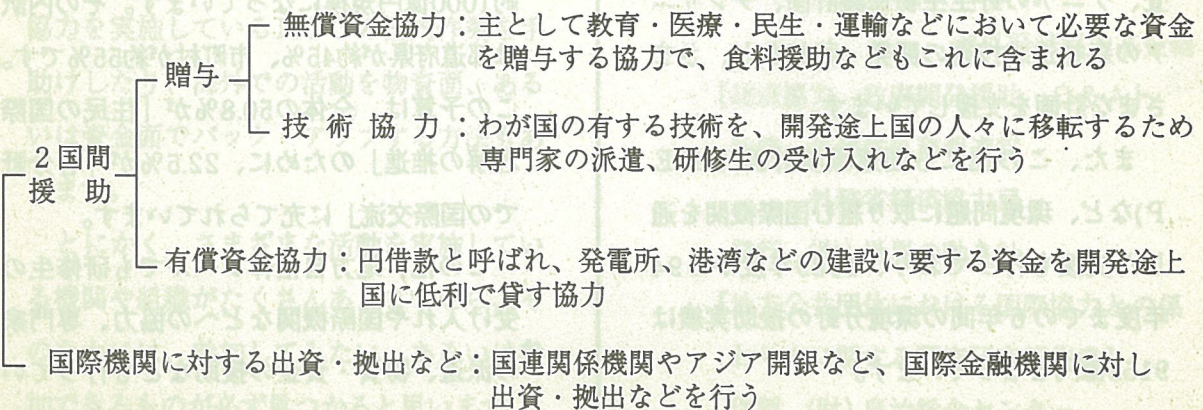 無償資金協力：主として教育・医療・民生・運輸などにおいて必要な資金
を贈与する協力で、食料援助などもこれに含まれる
贈与
技術協力：わが国の有する技術を、開発途上国の人々に移転するため
専門家の派遣、研修生の受け入れなどを行う
2国間
援助
有償資金協力：円借款と呼ばれ、発電所、港湾などの建設に要する資金を開発途上
国に低利で貸す協力
国際機関に対する出資・拠出など：国連関係機関やアジア開銀など、国際金融機関に対し
出資・拠出などを行う